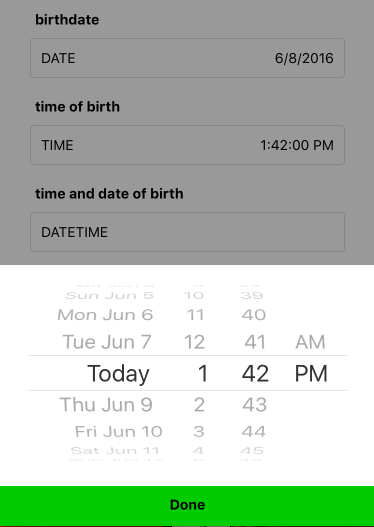 birthdate
DATE 6/8/2016
time of birth
TIME 1:42:00 PM
time and date of birth
DATETIME
Sun Jun 5 10 39
Mon Jun 6 11 40
Tue Jun 7 12 41 AM
Today 1 42 PM
Thu Jun 9 2 43
Fri Jun 10 3 44
Sat Jun 11 4 45
Done